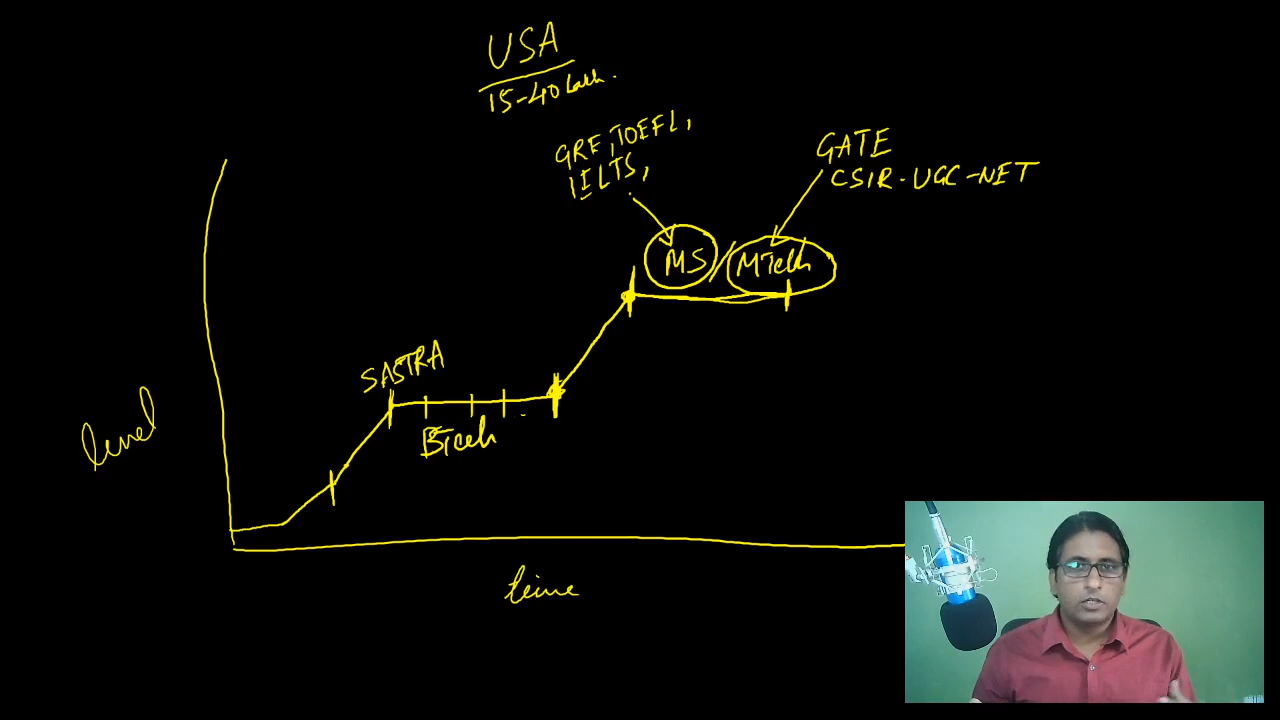 USA
15-40 Lakh.
GRE, TOEFL,
IELTS,
GATE
CSIR-UGC-NET
MS / MTech
SASTRA
BTech
level
time